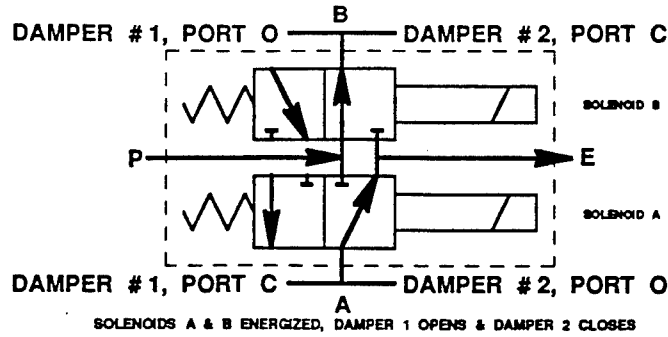 B
DAMPER #1, PORT O
DAMPER #2, PORT C
SOLENOID B
P
E
SOLENOID A
DAMPER #1, PORT C
DAMPER #2, PORT O
A
SOLENOIDS A & B ENERGIZED, DAMPER 1 OPENS & DAMPER 2 CLOSES